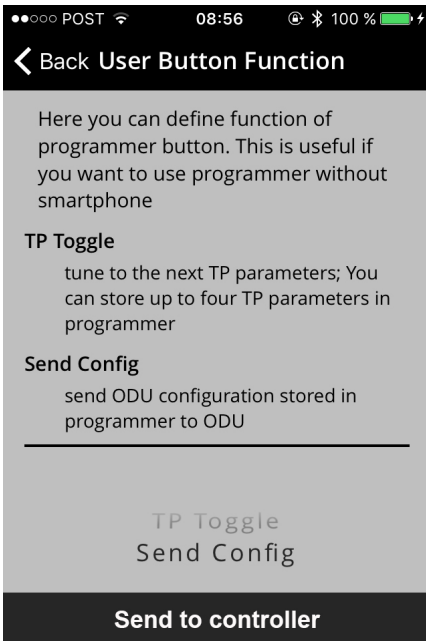 POST 08:56 100 %
Back User Button Function
Here you can define function of
programmer button. This is useful if
you want to use programmer without
smartphone
TP Toggle
tune to the next TP parameters; You
can store up to four TP parameters in
programmer
Send Config
send ODU configuration stored in
programmer to ODU
TP Toggle
Send Config
Send to controller